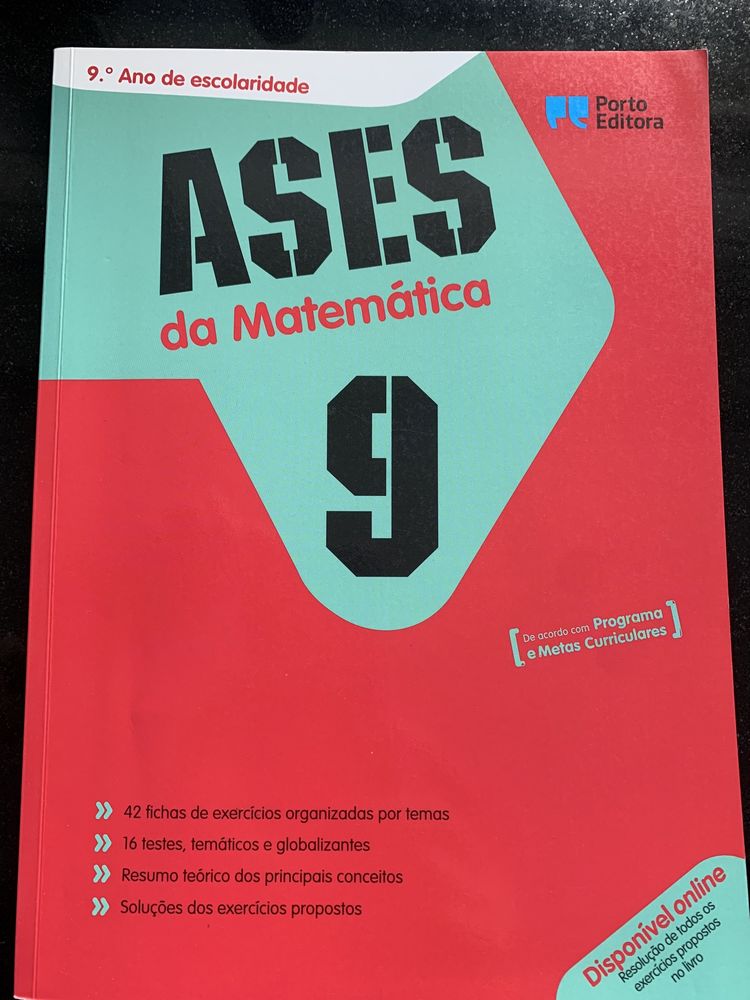 9.º Ano de escolaridade
Porto
Editora
ASES
da Matemática
9
De acordo com Programa
e Metas Curriculares
42 fichas de exercícios organizadas por temas
16 testes, temáticos e globalizantes
Resumo teórico dos principais conceitos
Soluções dos exercícios propostos
Disponível online
Resolução de todos os
exercícios propostos
no livro